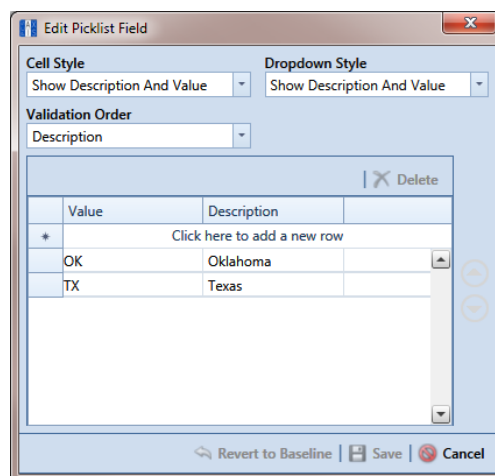 Edit Picklist Field
Cell Style Dropdown Style
Show Description And Value Show Description And Value
Validation Order
Description
Delete
Value Description
Click here to add a new row
OK Oklahoma
TX Texas
Revert to Baseline Save Cancel